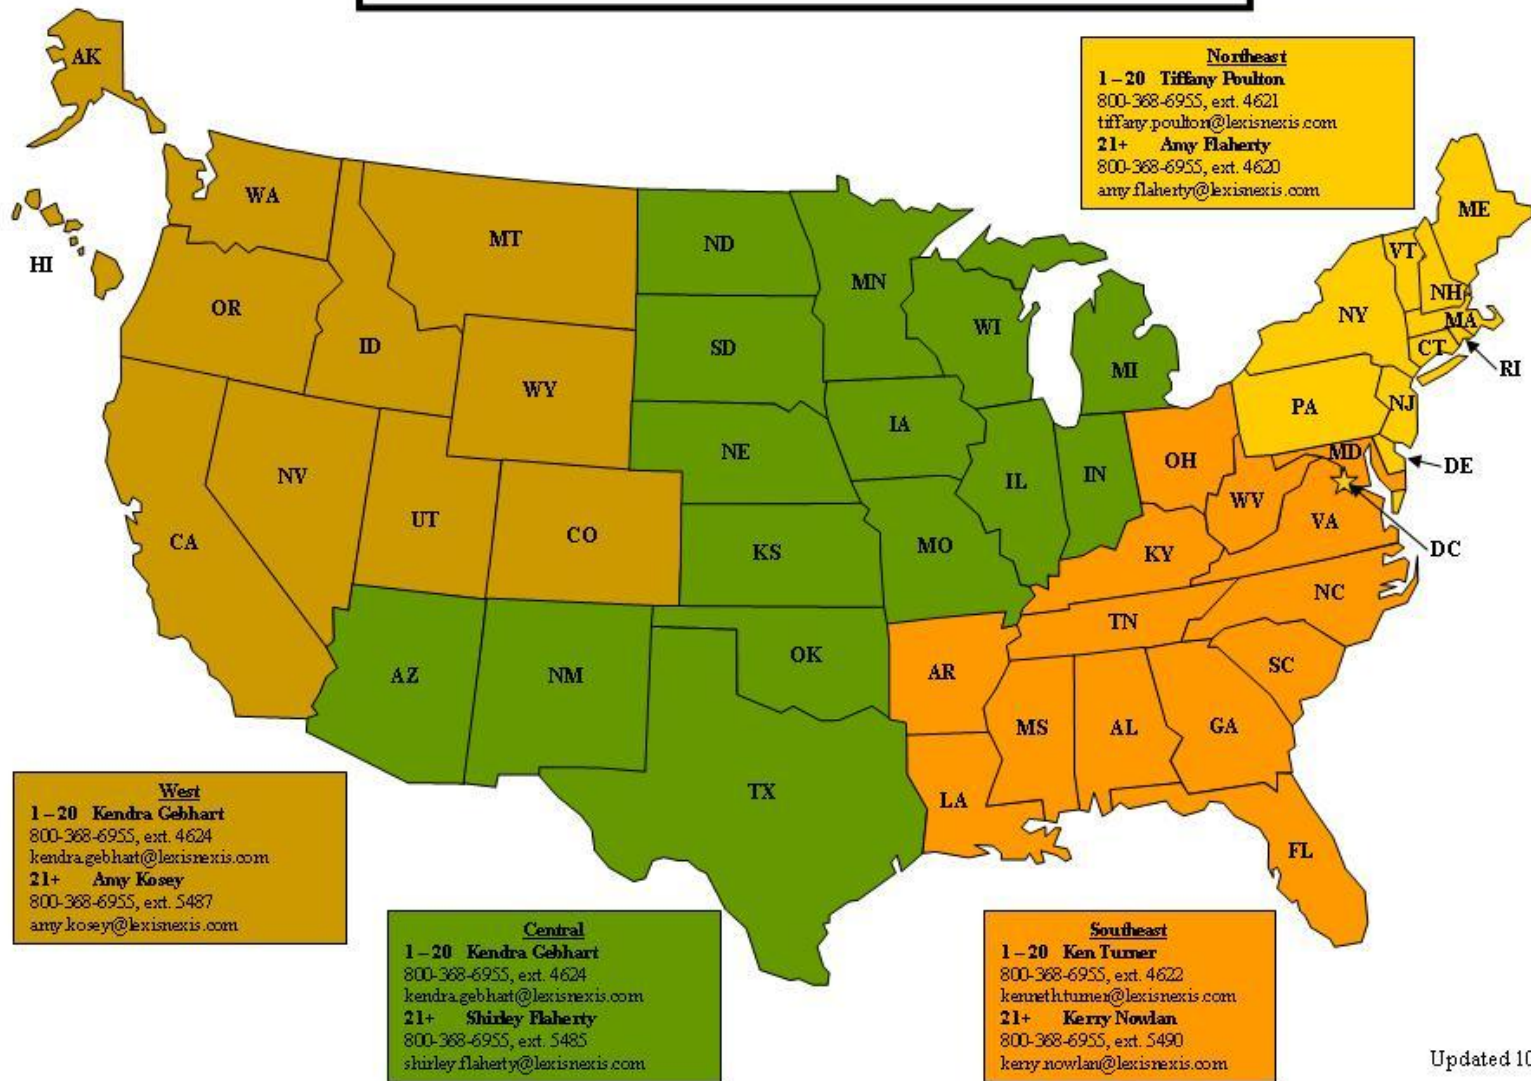 AK
HI
WA
OR
CA
ID
NV
MT
WY
UT
CO
AZ
NM
ND
SD
NE
KS
OK
TX
MN
IA
MO
WI
IL
MI
IN
OH
KY
TN
AR
LA
MS
AL
GA
FL
SC
NC
VA
WV
MD
DC
DE
PA
NJ
NY
CT
RI
MA
VT
NH
ME
Northeast
1 – 20 Tiffany Poulton
800-368-6955, ext. 4621
tiffany.poulton@lexisnexis.com
21+ Amy Flaherty
800-368-6955, ext. 4620
amy.flaherty@lexisnexis.com
West
1 – 20 Kendra Gebhart
800-368-6955, ext. 4624
kendra.gebhart@lexisnexis.com
21+ Amy Kosey
800-368-6955, ext. 5487
amy.kosey@lexisnexis.com
Central
1 – 20 Kendra Gebhart
800-368-6955, ext. 4624
kendra.gebhart@lexisnexis.com
21+ Shirley Flaherty
800-368-6955, ext. 5485
shirley.flaherty@lexisnexis.com
Southeast
1 – 20 Ken Turner
800-368-6955, ext. 4622
kenneth.turner@lexisnexis.com
21+ Kerry Nowlan
800-368-6955, ext. 5490
kerry.nowlan@lexisnexis.com
Updated 10